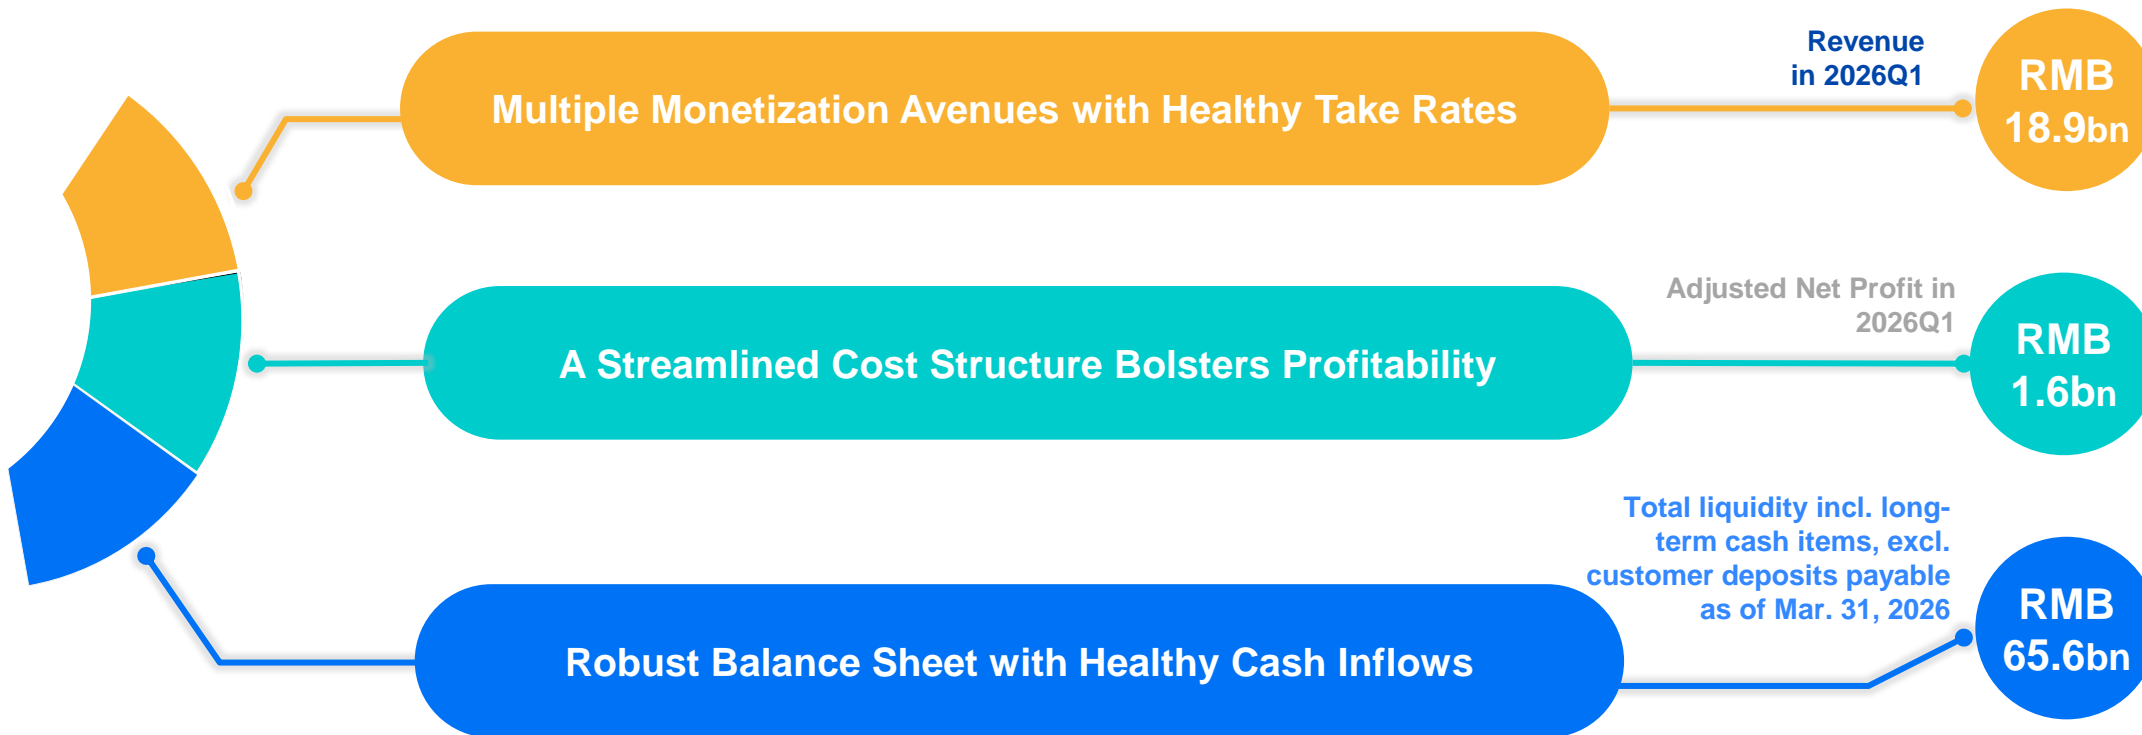 Multiple Monetization Avenues with Healthy Take Rates
Revenue
in 2026Q1
RMB
18.9bn
A Streamlined Cost Structure Bolsters Profitability
Adjusted Net Profit in
2026Q1
RMB
1.6bn
Robust Balance Sheet with Healthy Cash Inflows
Total liquidity incl. long-
term cash items, excl.
customer deposits payable
as of Mar. 31, 2026
RMB
65.6bn